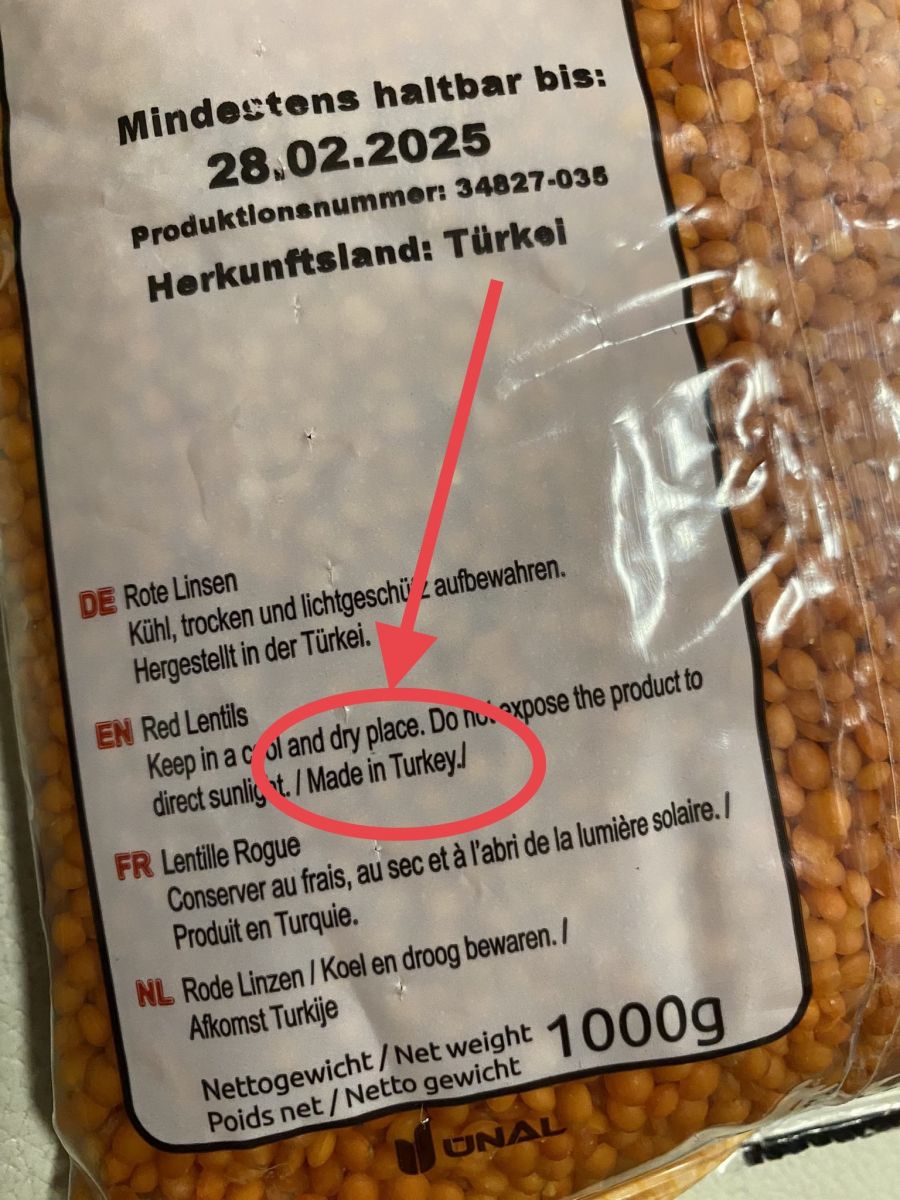 Mindestens haltbar bis:
28.02.2025
Produktionsnummer: 34827-035
Herkunftsland: Türkei
DE Rote Linsen
Kühl, trocken und lichtgeschü z aufbewahren.
Hergestellt in der Türkei.
EN Red Lentils
Keep in a cool and dry place. Do not expose the product to
direct sunlight. / Made in Turkey./
FR Lentille Rogue
Conserver au frais, au sec et à l'abri de la lumière solaire. /
Produit en Turquie.
NL Rode Linzen / Koel en droog bewaren. /
Afkomst Turkije
Nettogewicht / Net weight 1000g
Poids net / Netto gewicht
ÜNAL